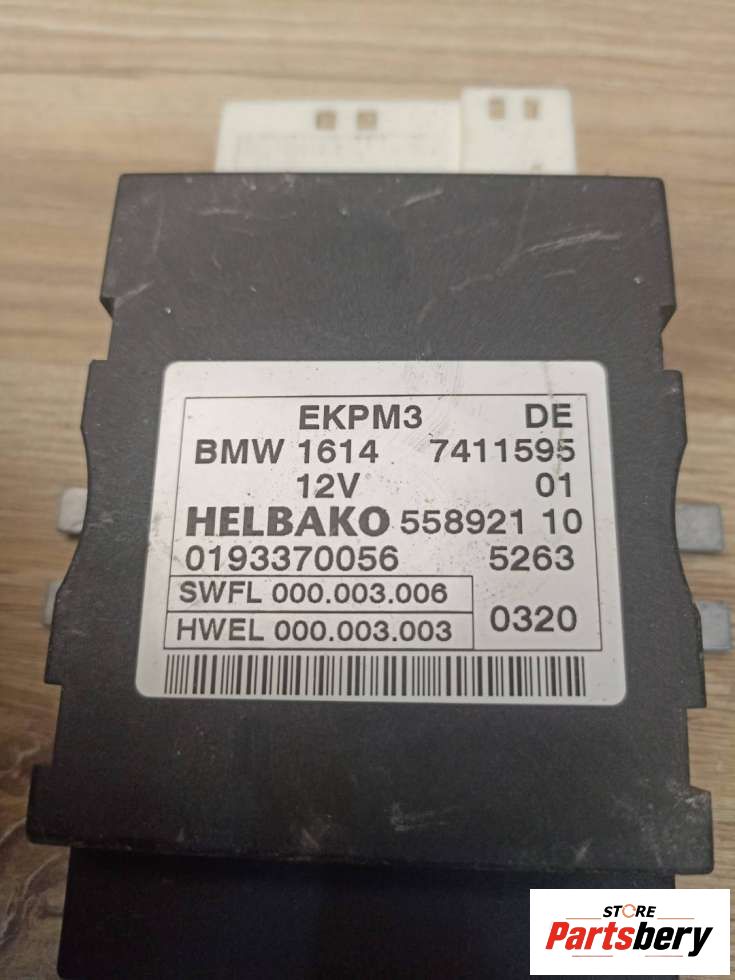 EKPM3 DE
BMW 1614 7411595
12V 01
HELBAKO 558921 10
0193370056 5263
SWFL 000.003.006
HWEL 000.003.003 0320
STORE
Partsbery